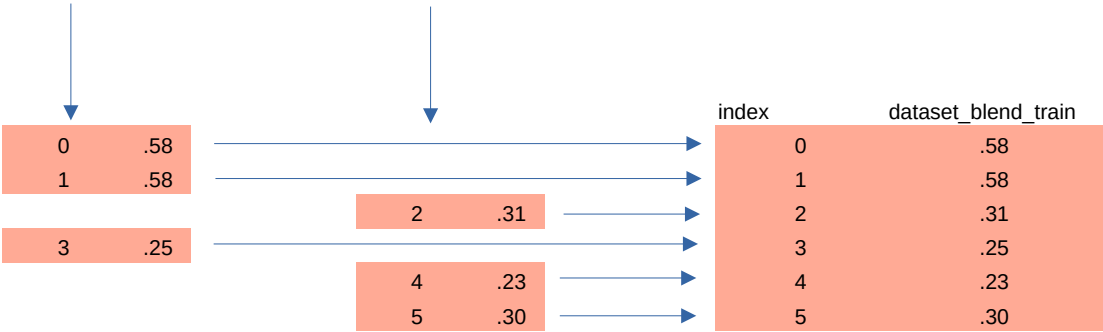 index dataset_blend_train
0 .58 0 .58
1 .58 1 .58
2 .31 2 .31
3 .25 3 .25
4 .23 4 .23
5 .30 5 .30